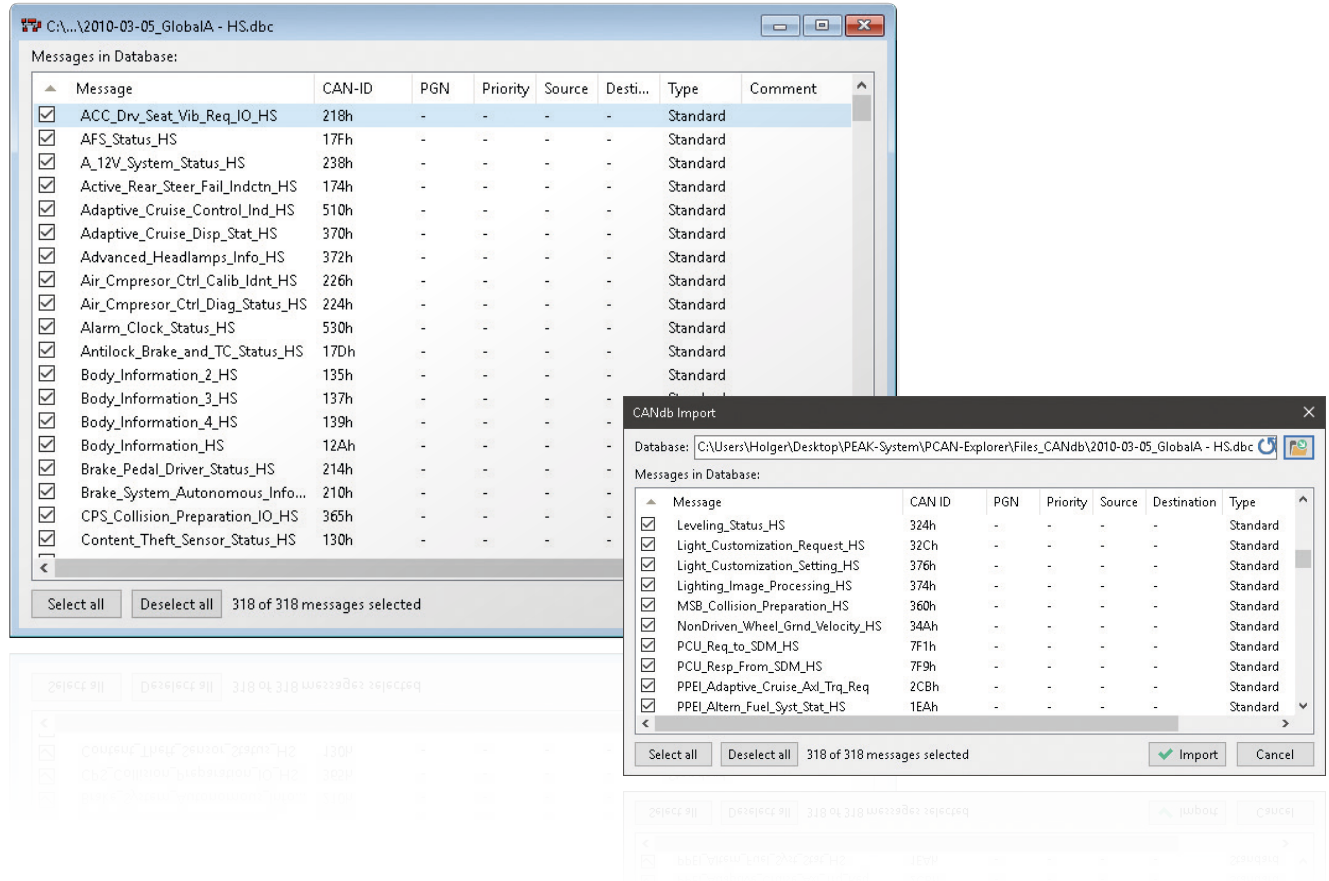 C:\...\2010-03-05_GlobalA - HS.dbc
Messages in Database:
Message CAN-ID PGN Priority Source Desti... Type Comment
ACC_Drv_Seat_Vib_Req_IO_HS 218h - - - - Standard
AFS_Status_HS 17Fh - - - - Standard
A_12V_System_Status_HS 238h - - - - Standard
Active_Rear_Steer_Fail_Indctn_HS 174h - - - - Standard
Adaptive_Cruise_Control_Ind_HS 510h - - - - Standard
Adaptive_Cruise_Disp_Stat_HS 370h - - - - Standard
Advanced_Headlamps_Info_HS 372h - - - - Standard
Air_Cmpresor_Ctrl_Calib_Idnt_HS 226h - - - - Standard
Air_Cmpresor_Ctrl_Diag_Status_HS 224h - - - - Standard
Alarm_Clock_Status_HS 530h - - - - Standard
Antilock_Brake_and_TC_Status_HS 17Dh - - - - Standard
Body_Information_2_HS 135h - - - - Standard
Body_Information_3_HS 137h - - - -
Body_Information_4_HS 139h - - - -
Body_Information_HS 12Ah - - - -
Brake_Pedal_Driver_Status_HS 214h - - - -
Brake_System_Autonomous_Info... 210h - - - -
CPS_Collision_Preparation_IO_HS 365h - - - -
Content_Theft_Sensor_Status_HS 130h - - - -
Select all Deselect all 318 of 318 messages selected
CANdb Import
Database: C:\Users\Holger\Desktop\PEAK-System\PCAN-Explorer\Files_CANdb\2010-03-05_GlobalA - HS.dbc
Messages in Database:
Message CAN ID PGN Priority Source Destination Type
Leveling_Status_HS 324h - - - - Standard
Light_Customization_Request_HS 32Ch - - - - Standard
Light_Customization_Setting_HS 376h - - - - Standard
Lighting_Image_Processing_HS 374h - - - - Standard
MSB_Collision_Preparation_HS 360h - - - - Standard
NonDriven_Wheel_Grnd_Velocity_HS 34Ah - - - - Standard
PCU_Req_to_SDM_HS 7F1h - - - - Standard
PCU_Resp_From_SDM_HS 7F9h - - - - Standard
PPEI_Adaptive_Cruise_Axl_Trq_Req 2CBh - - - - Standard
PPEI_Altern_Fuel_Syst_Stat_HS 1EAh - - - - Standard
Select all Deselect all 318 of 318 messages selected Import Cancel